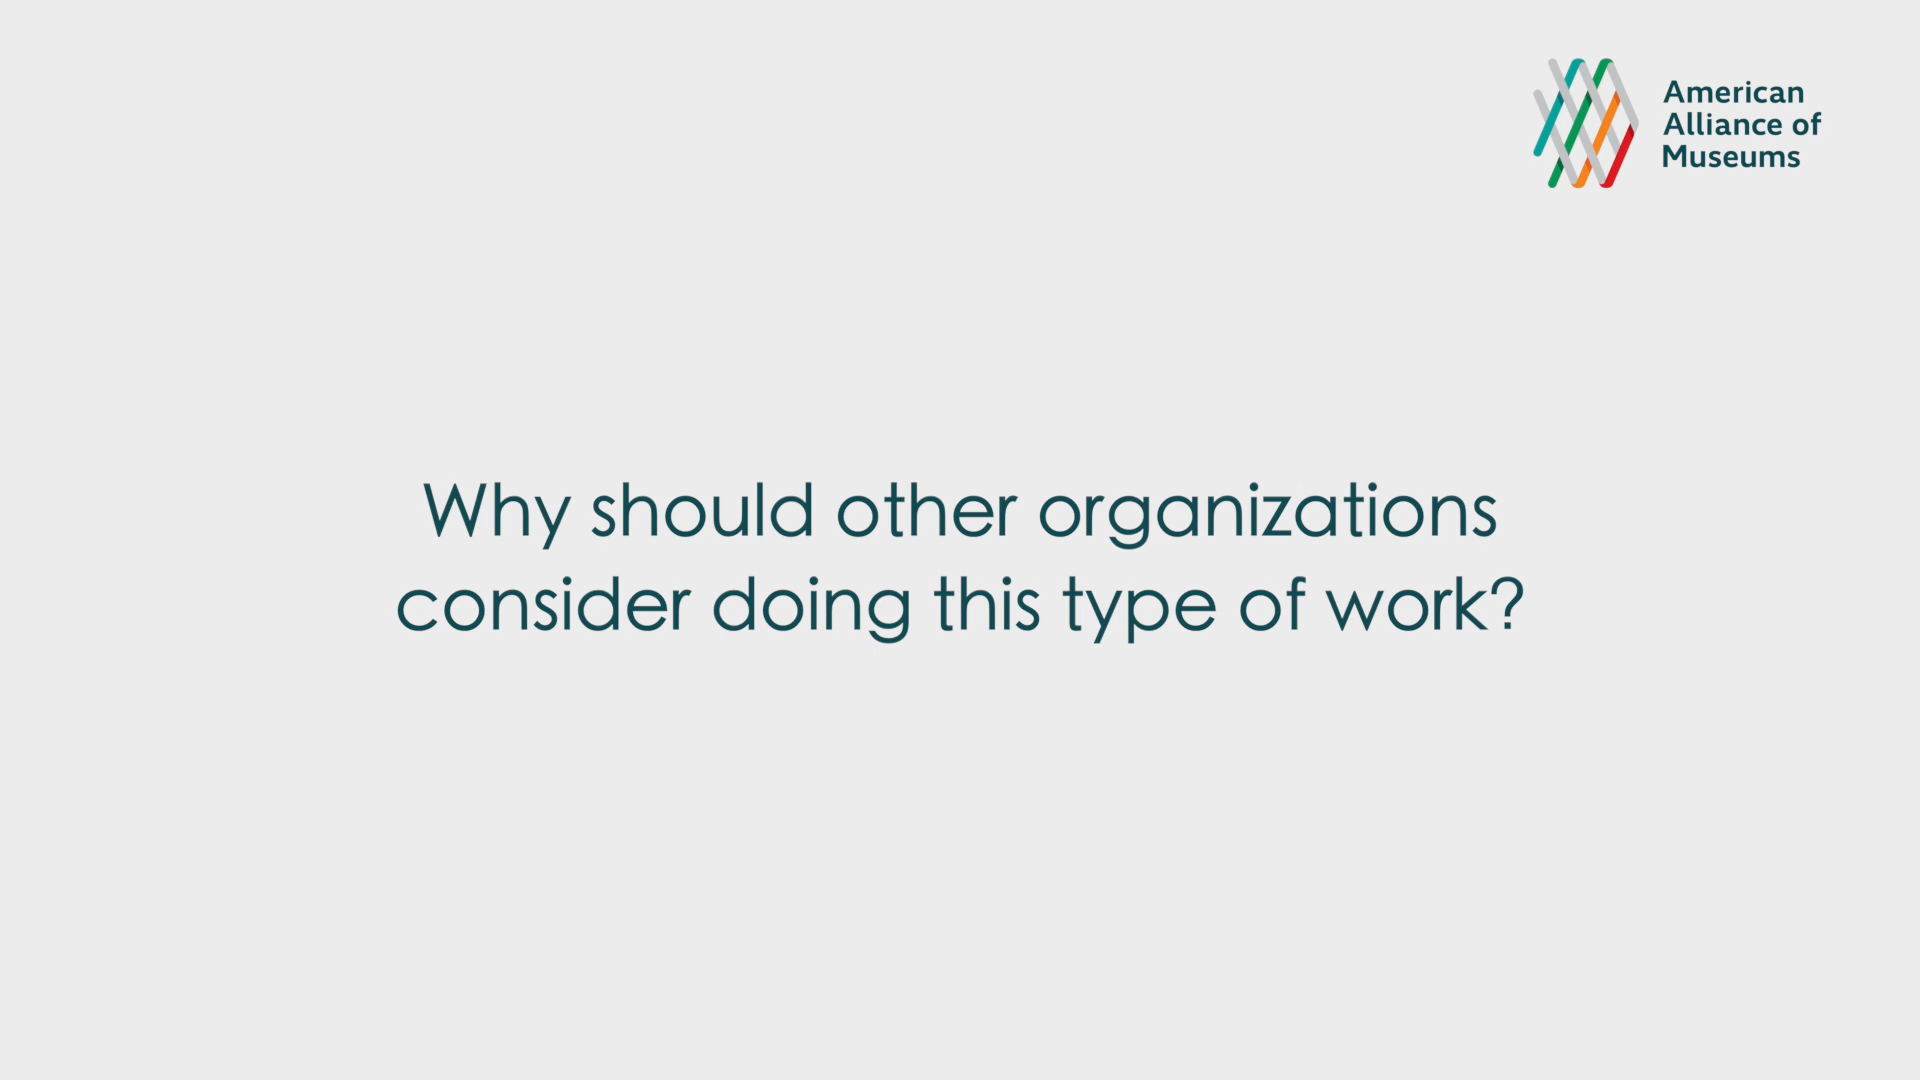 American
Alliance of
Museums
Why should other organizations
consider doing this type of work?